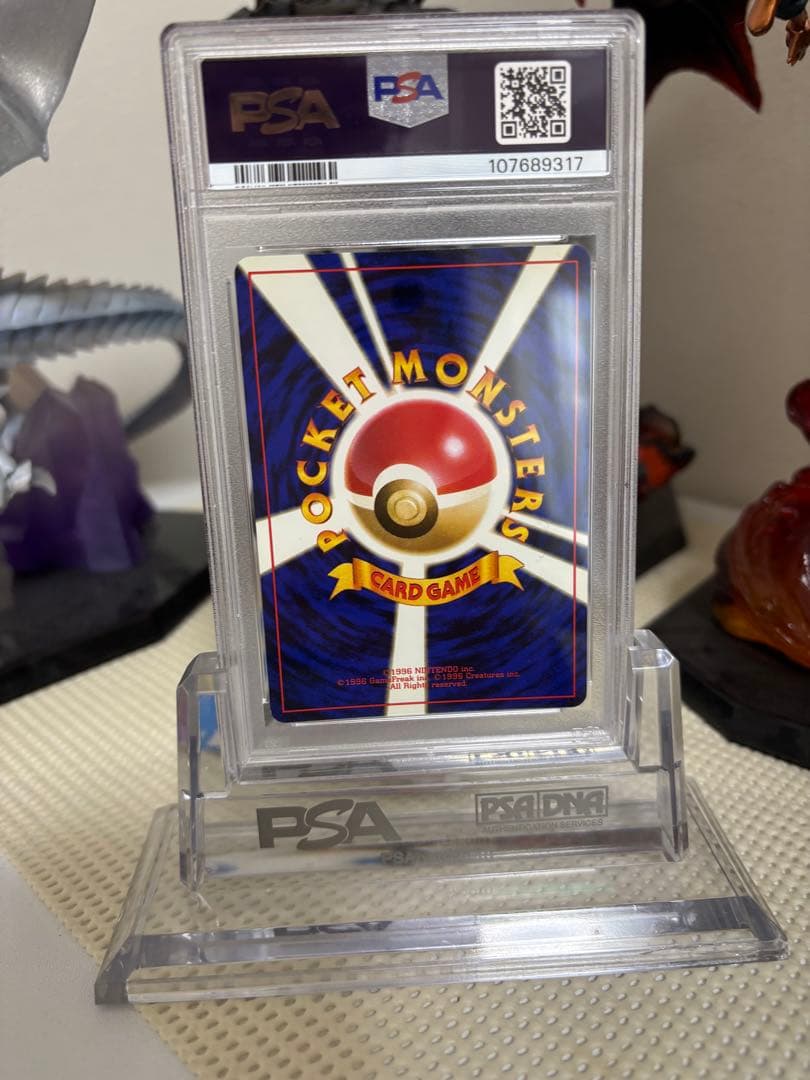 PSA
PSA
107689317
POCKET MONSTERS
CARD GAME
©1996 NINTENDO inc.
©1996 GameFreak inc. ©1996 Creatures inc.
All Rights reserved.
PSA
PSA DNA
AUTHENTICATION SERVICES